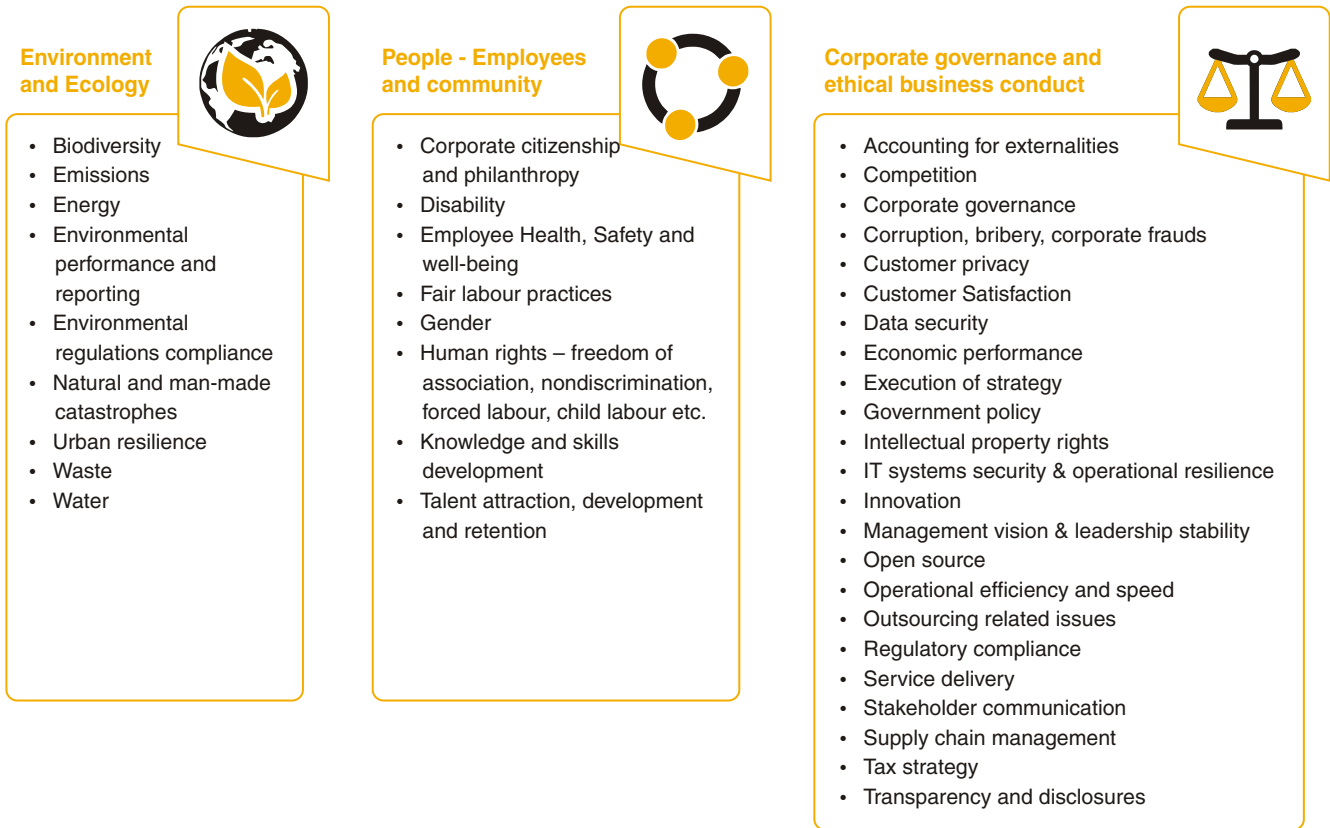 Environment
and Ecology
• Biodiversity
• Emissions
• Energy
• Environmental
performance and
reporting
• Environmental
regulations compliance
• Natural and man-made
catastrophes
• Urban resilience
• Waste
• Water
People - Employees
and community
• Corporate citizenship
and philanthropy
• Disability
• Employee Health, Safety and
well-being
• Fair labour practices
• Gender
• Human rights – freedom of
association, nondiscrimination,
forced labour, child labour etc.
• Knowledge and skills
development
• Talent attraction, development
and retention
Corporate governance and
ethical business conduct
• Accounting for externalities
• Competition
• Corporate governance
• Corruption, bribery, corporate frauds
• Customer privacy
• Customer Satisfaction
• Data security
• Economic performance
• Execution of strategy
• Government policy
• Intellectual property rights
• IT systems security & operational resilience
• Innovation
• Management vision & leadership stability
• Open source
• Operational efficiency and speed
• Outsourcing related issues
• Regulatory compliance
• Service delivery
• Stakeholder communication
• Supply chain management
• Tax strategy
• Transparency and disclosures